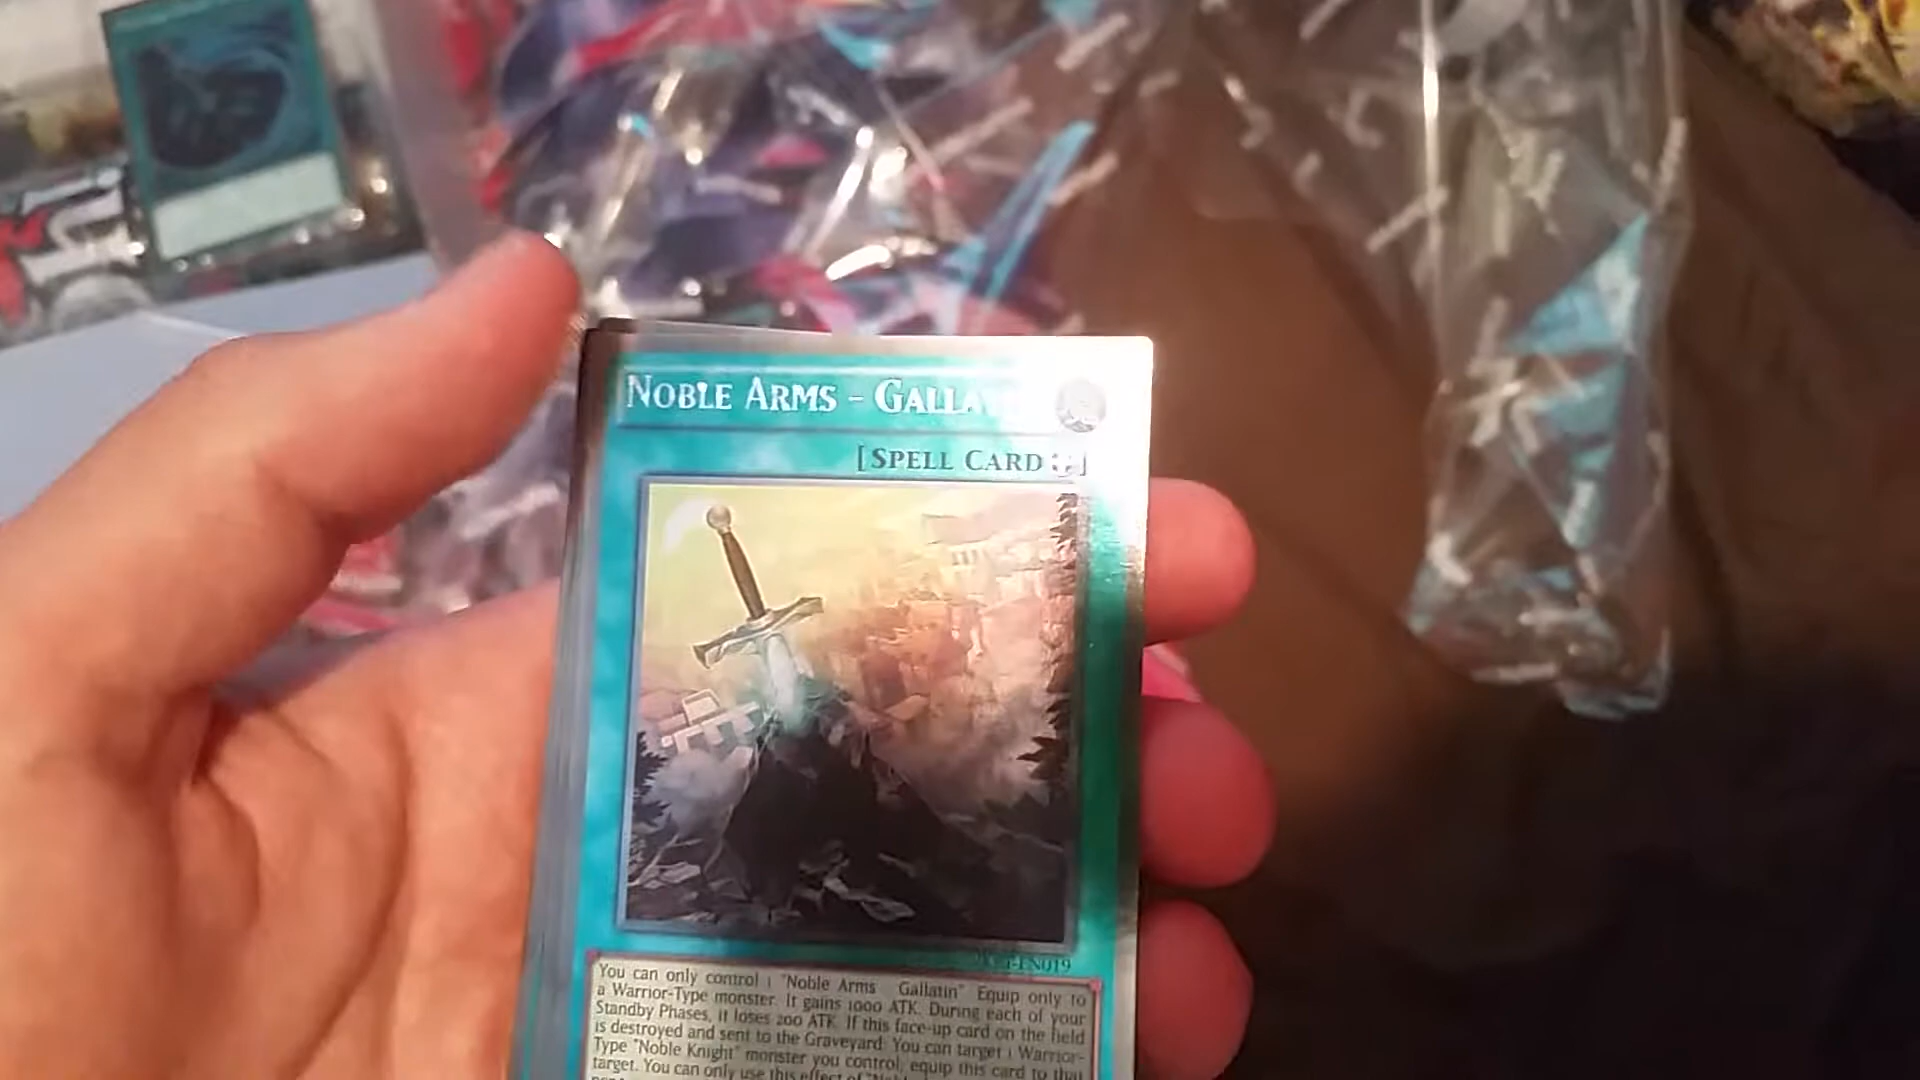 NOBLE ARMS - GALLAT
[SPELL CARD ]
EN019
You can only control 1 "Noble Arms Gallatin" Equip only to
a Warrior-Type monster. It gains 1000 ATK. During each of your
Standby Phases, it loses 200 ATK. If this face-up card on the field
is destroyed and sent to the Graveyard: You can target 1 Warrior-
Type "Noble Knight" monster you control; equip this card to that
target. You can only use this effect of